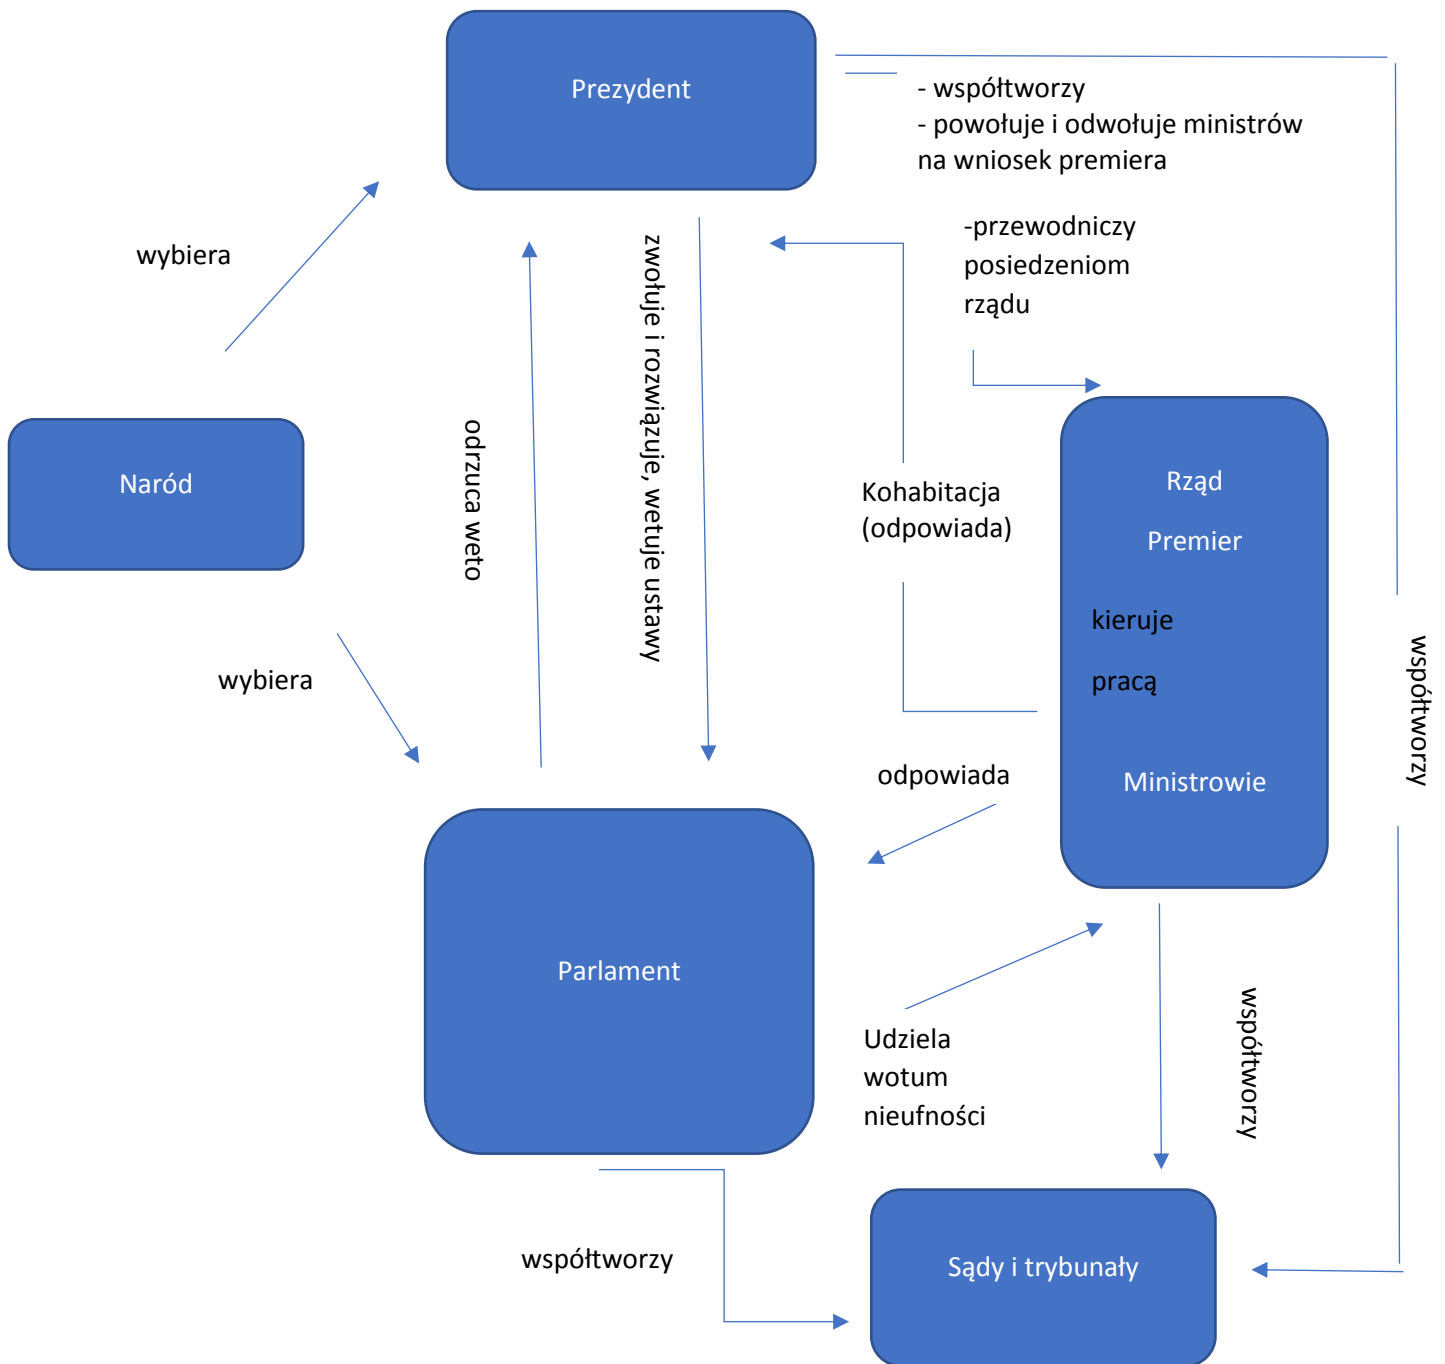 Prezydent
- współtworzy
- powołuje i odwołuje ministrów
na wniosek premiera
wybiera
zwołuje i rozwiązuje, wetuje ustawy
-przewodniczy
posiedzeniom
rządu
odrzuca weto
Naród
Kohabitacja
(odpowiada)
Rząd
Premier
kieruje
pracą
Ministrowie
współtworzy
wybiera
odpowiada
Parlament
Udziela
wotum
nieufności
współtworzy
współtworzy
Sądy i trybunały